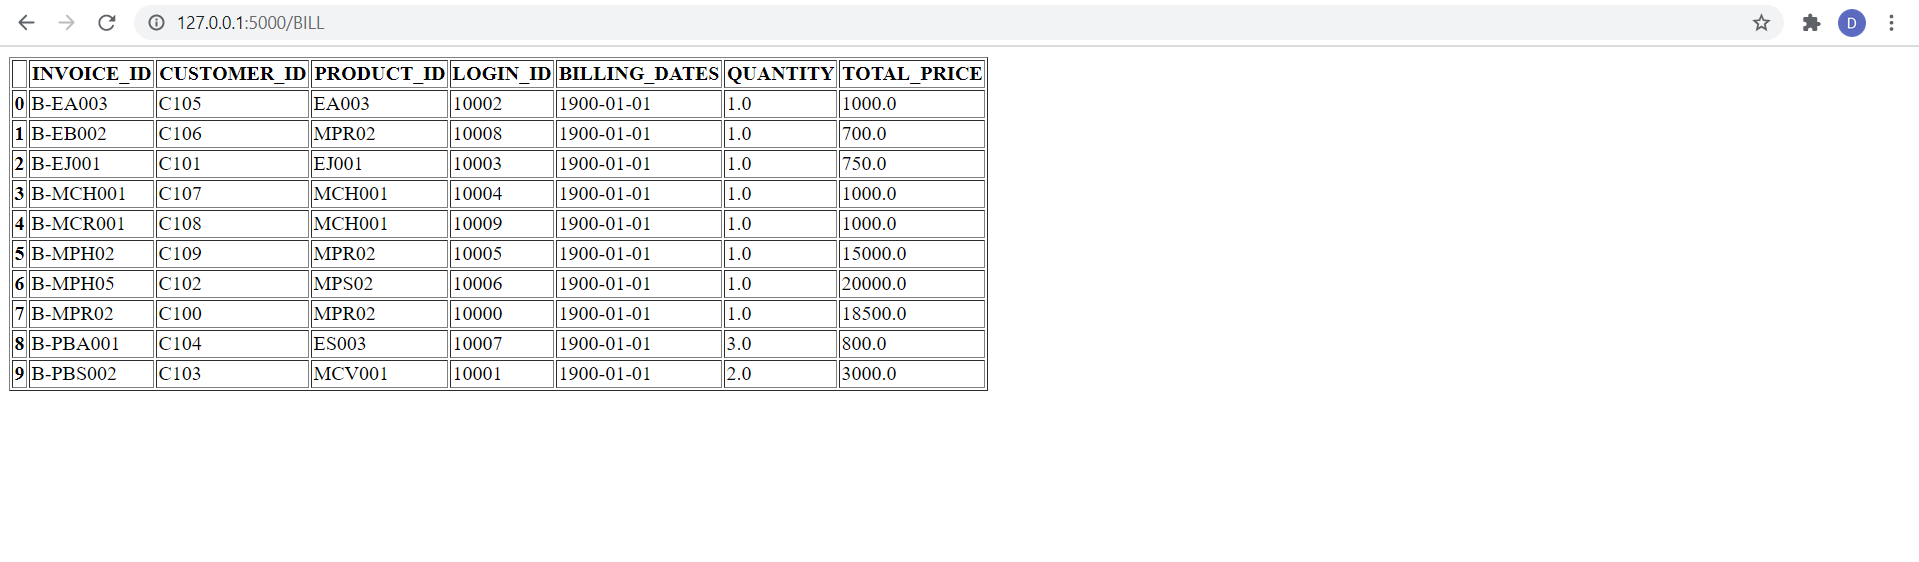 127.0.0.1:5000/BILL
D
INVOICE_ID CUSTOMER_ID PRODUCT_ID LOGIN_ID BILLING_DATES QUANTITY TOTAL_PRICE
0 B-EA003 C105 EA003 10002 1900-01-01 1.0 1000.0
1 B-EB002 C106 MPR02 10008 1900-01-01 1.0 700.0
2 B-EJ001 C101 EJ001 10003 1900-01-01 1.0 750.0
3 B-MCH001 C107 MCH001 10004 1900-01-01 1.0 1000.0
4 B-MCR001 C108 MCH001 10009 1900-01-01 1.0 1000.0
5 B-MPH02 C109 MPR02 10005 1900-01-01 1.0 15000.0
6 B-MPH05 C102 MPS02 10006 1900-01-01 1.0 20000.0
7 B-MPR02 C100 MPR02 10000 1900-01-01 1.0 18500.0
8 B-PBA001 C104 ES003 10007 1900-01-01 3.0 800.0
9 B-PBS002 C103 MCV001 10001 1900-01-01 2.0 3000.0